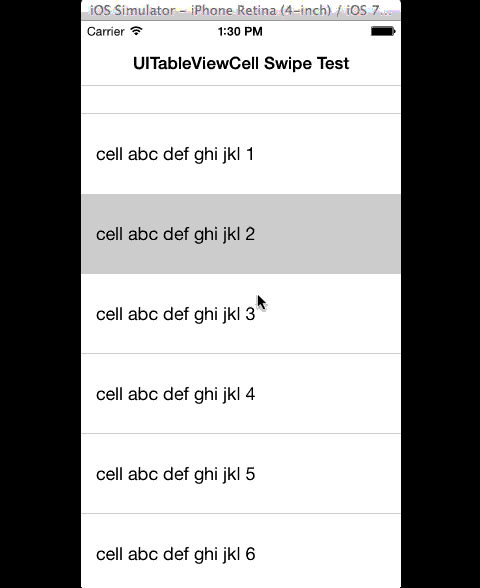 iOS Simulator - iPhone Retina (4-inch) / iOS 7...
Carrier 1:30 PM
UITableViewCell Swipe Test
cell abc def ghi jkl 1
cell abc def ghi jkl 2
cell abc def ghi jkl 3
cell abc def ghi jkl 4
cell abc def ghi jkl 5
cell abc def ghi jkl 6